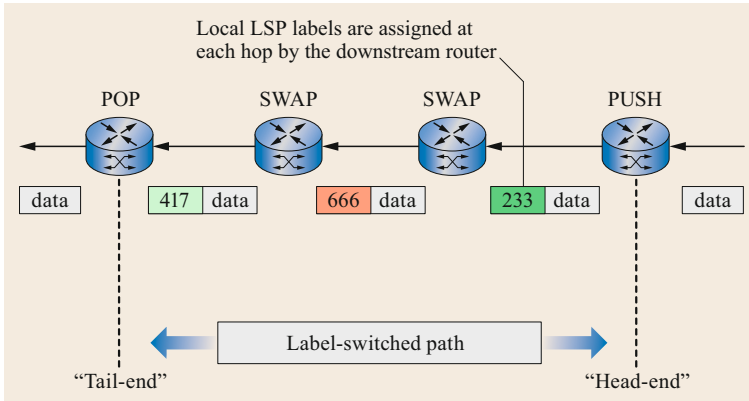 Local LSP labels are assigned at
each hop by the downstream router
POP
SWAP
SWAP
PUSH
data
417 data
666 data
233 data
data
Label-switched path
“Tail-end”
“Head-end”